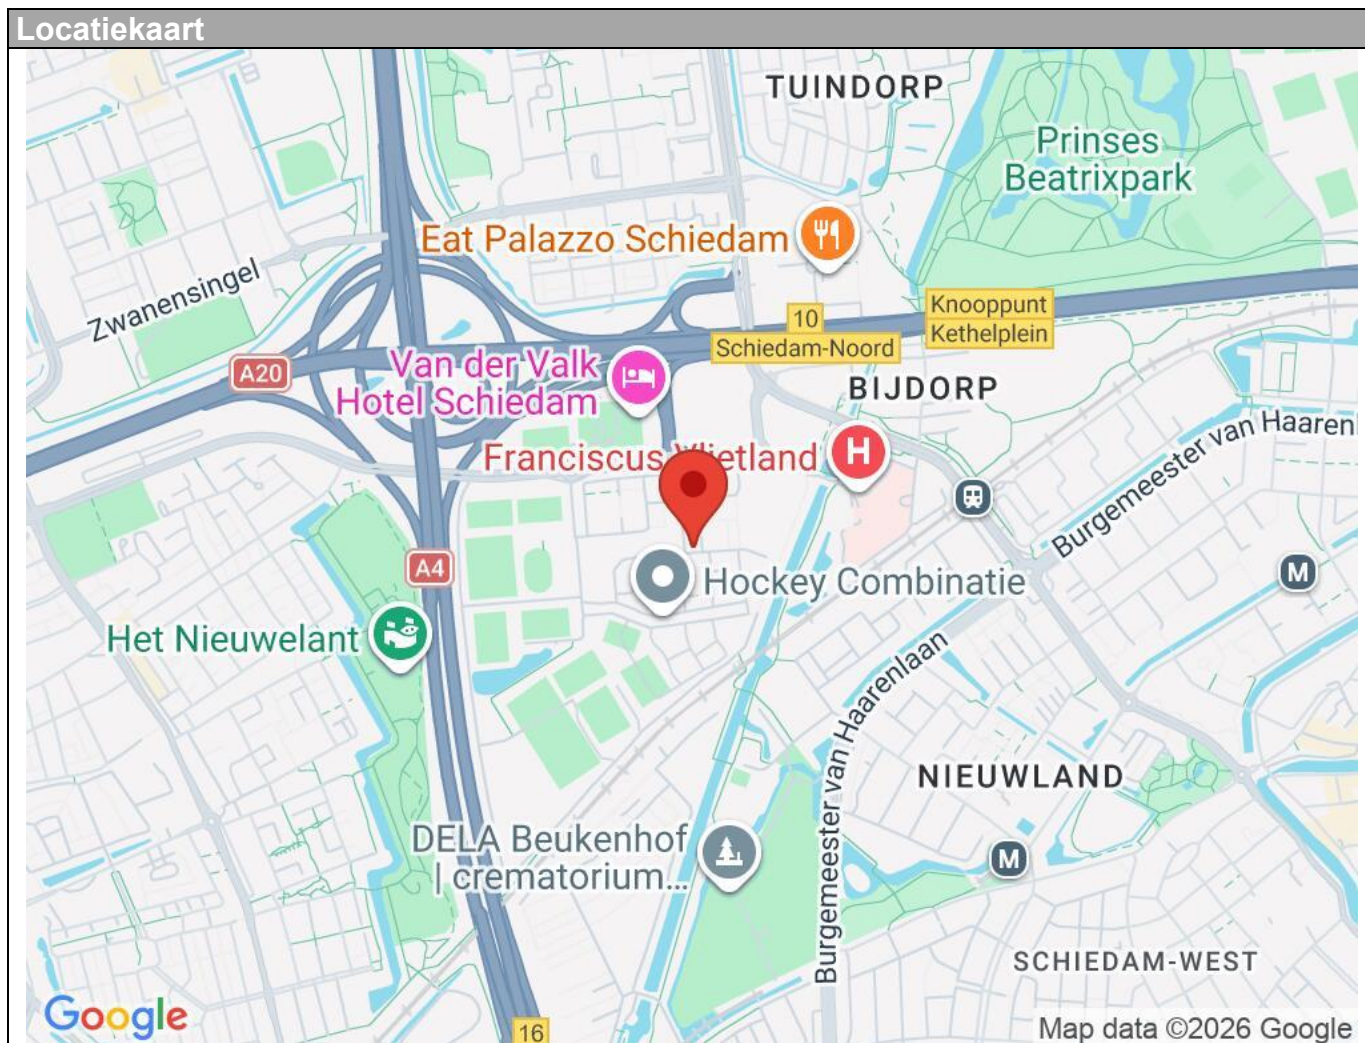 Locatiekaart
TUINDORP
Prinses
Beatrixpark
Eat Palazzo Schiedam
Zwanensingel
Knooppunt
Kethelplein
10
Schiedam-Noord
A20
Van der Valk
Hotel Schiedam
BIJDORP
Burgemeester van Haaren
Franciscus Vlietland
H
A4
Hockey Combinatie
M
Het Nieuwelant
Burgemeester van Haarenlaan
NIEUWLAND
DELA Beukenhof
| crematorium...
M
SCHIEDAM-WEST
Google
16
Map data ©2026 Google